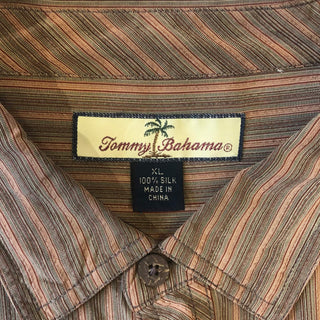 Tommy Bahama®
XL
100% SILK
MADE IN
CHINA